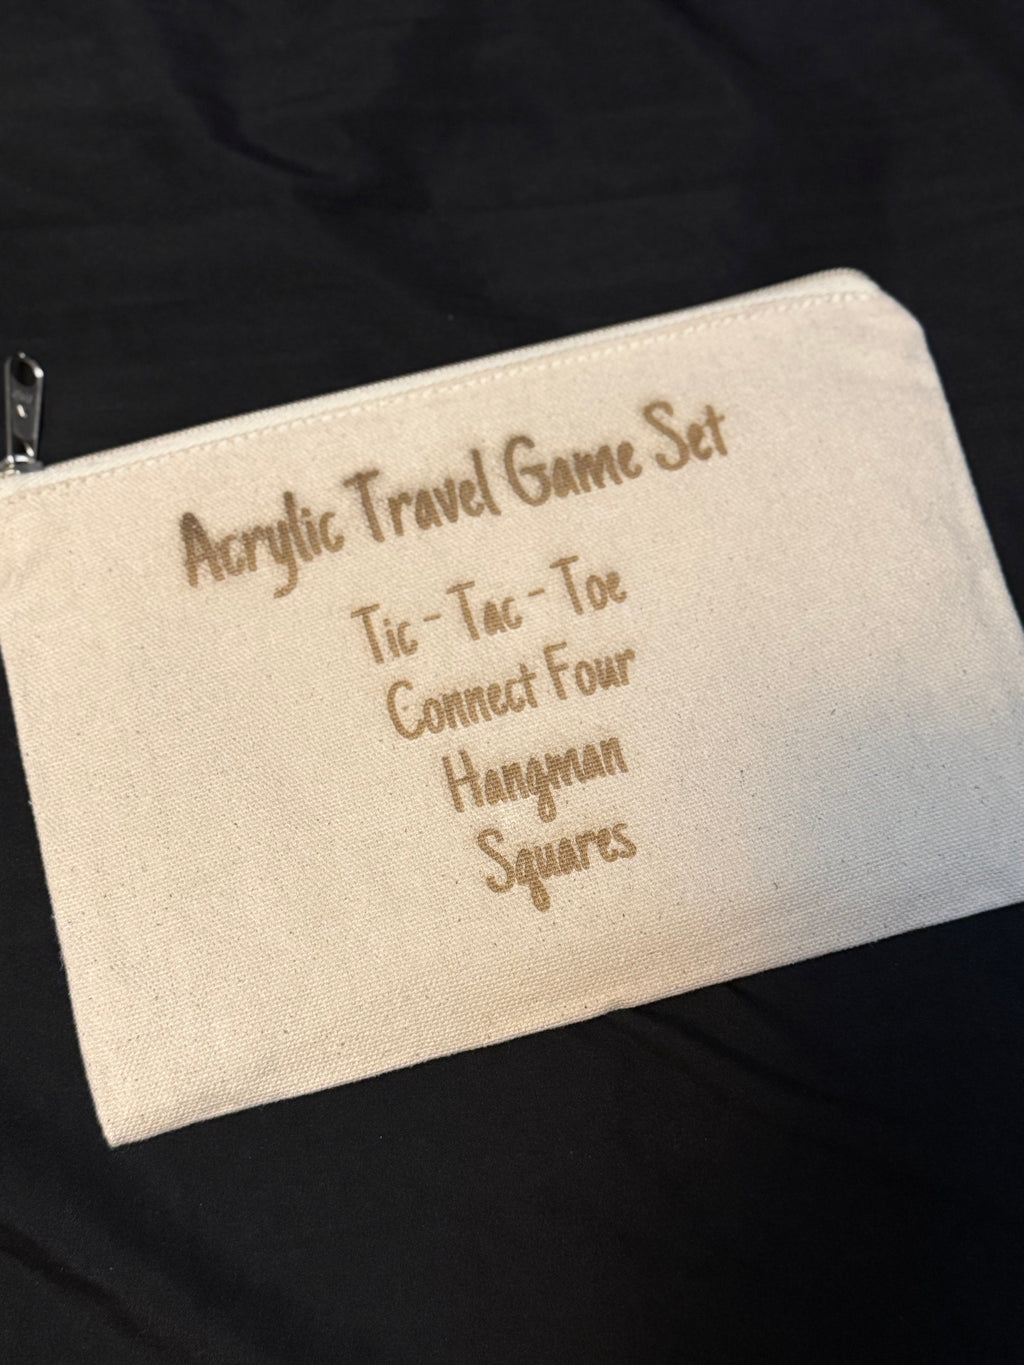 Acrylic Travel Game Set
Tic-Tac-Toe
Connect Four
Hangman
Squares